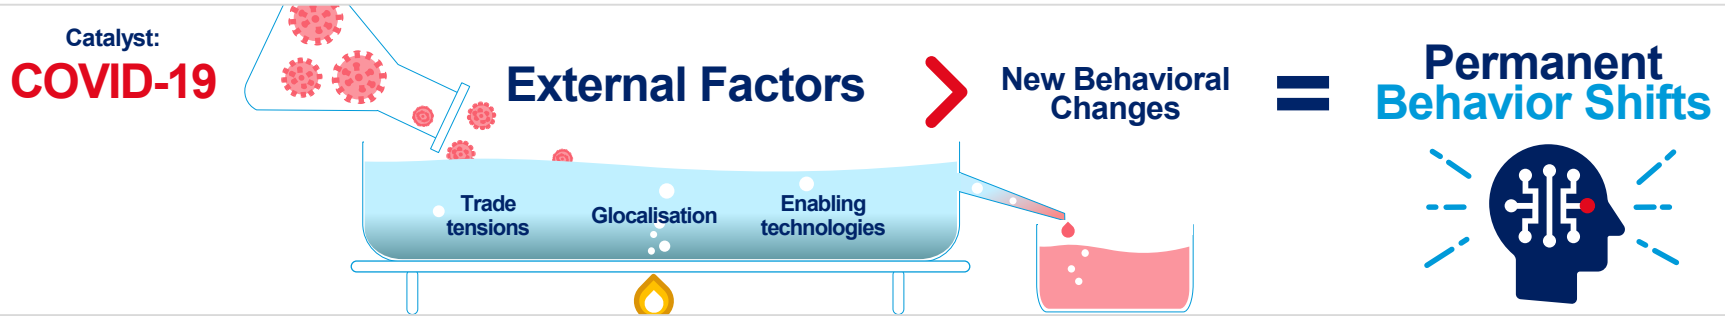 Catalyst:
COVID-19
External Factors
Trade
tensions
Glocalisation
Enabling
technologies
New Behavioral
Changes
=
Permanent
Behavior Shifts